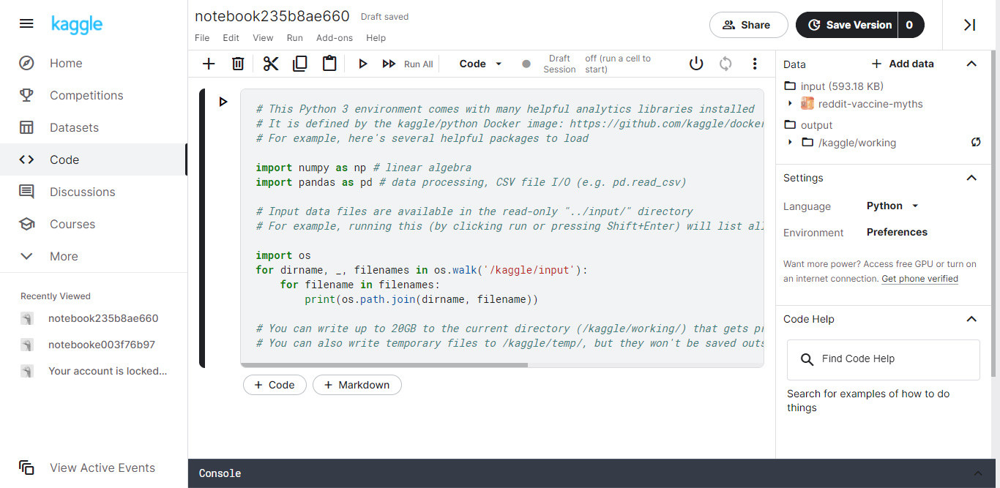 kaggle
Home
Competitions
Datasets
Code
Discussions
Courses
More
Recently Viewed
notebook235b8ae660
notebooke003f76b97
Your account is locked...
View Active Events
notebook235b8ae660 Draft saved
File Edit View Run Add-ons Help
Share
Save Version 0
Run All
Code
Draft Session
off (run a cell to start)
# This Python 3 environment comes with many helpful analytics libraries installed
# It is defined by the kaggle/python Docker image: https://github.com/kaggle/docker
# For example, here's several helpful packages to load
import numpy as np # linear algebra
import pandas as pd # data processing, CSV file I/O (e.g. pd.read_csv)
# Input data files are available in the read-only "../input/" directory
# For example, running this (by clicking run or pressing Shift+Enter) will list all
import os
for dirname, _, filenames in os.walk('/kaggle/input'):
    for filename in filenames:
        print(os.path.join(dirname, filename))
# You can write up to 20GB to the current directory (/kaggle/working/) that gets pr
# You can also write temporary files to /kaggle/temp/, but they won't be saved outs
+ Code
+ Markdown
Console
Data
+ Add data
input (593.18 KB)
reddit-vaccine-myths
output
/kaggle/working
Settings
Language Python
Environment Preferences
Want more power? Access free GPU or turn on
an internet connection. Get phone verified
Code Help
Find Code Help
Search for examples of how to do
things